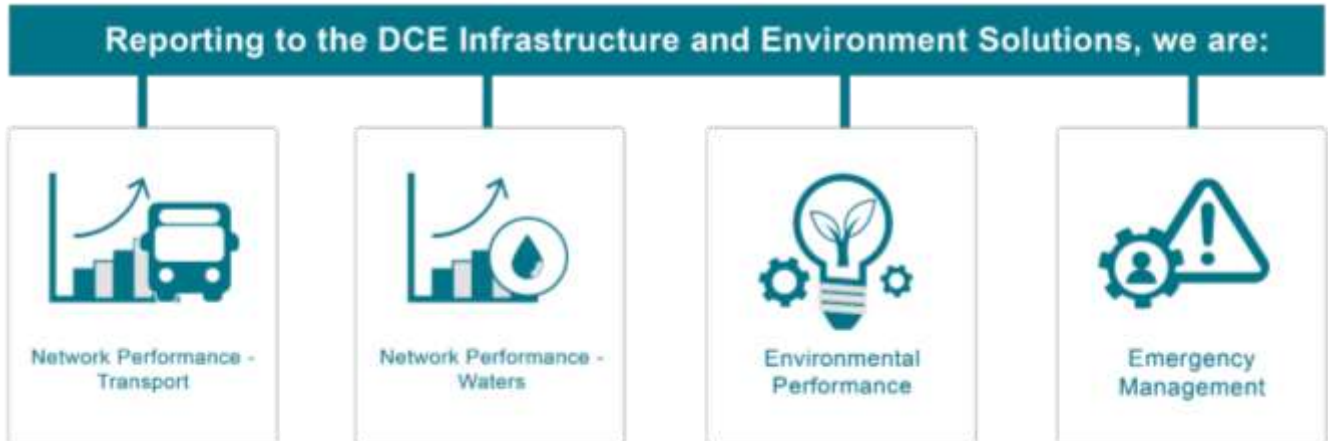 Reporting to the DCE Infrastructure and Environment Solutions, we are:
Network Performance -
Transport
Network Performance -
Waters
Environmental
Performance
Emergency
Management